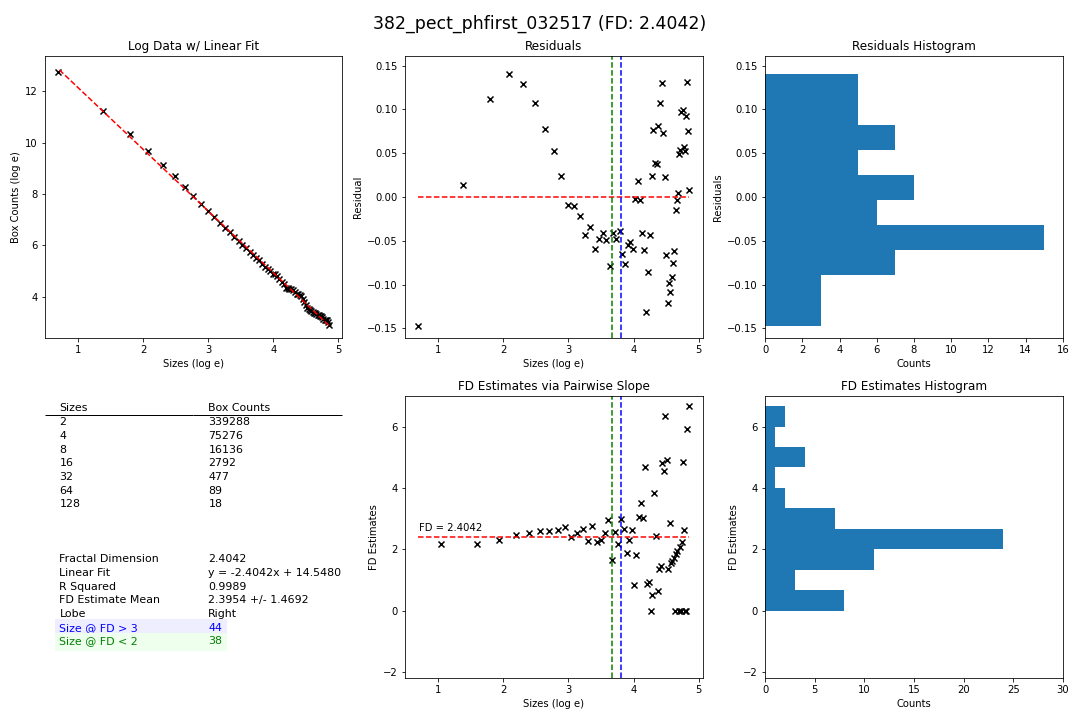 382_pect_phfirst_032517 (FD: 2.4042)
Log Data w/ Linear Fit
Box Counts (log e)
12
10
8
6
4
1 2 3 4 5
Sizes (log e)
Residuals
Residual
0.15
0.10
0.05
0.00
−0.05
−0.10
−0.15
1 2 3 4 5
Sizes (log e)
Residuals Histogram
Residuals
0.15
0.10
0.05
0.00
−0.05
−0.10
−0.15
0 2 4 6 8 10 12 14 16
Counts
Sizes Box Counts
2 339288
4 75276
8 16136
16 2792
32 477
64 89
128 18
Fractal Dimension 2.4042
Linear Fit y = -2.4042x + 14.5480
R Squared 0.9989
FD Estimate Mean 2.3954 +/- 1.4692
Lobe Right
Size @ FD > 3 44
Size @ FD < 2 38
FD Estimates via Pairwise Slope
FD Estimates
6
4
2
0
−2
FD = 2.4042
1 2 3 4 5
Sizes (log e)
FD Estimates Histogram
FD Estimates
6
4
2
0
−2
0 5 10 15 20 25 30
Counts